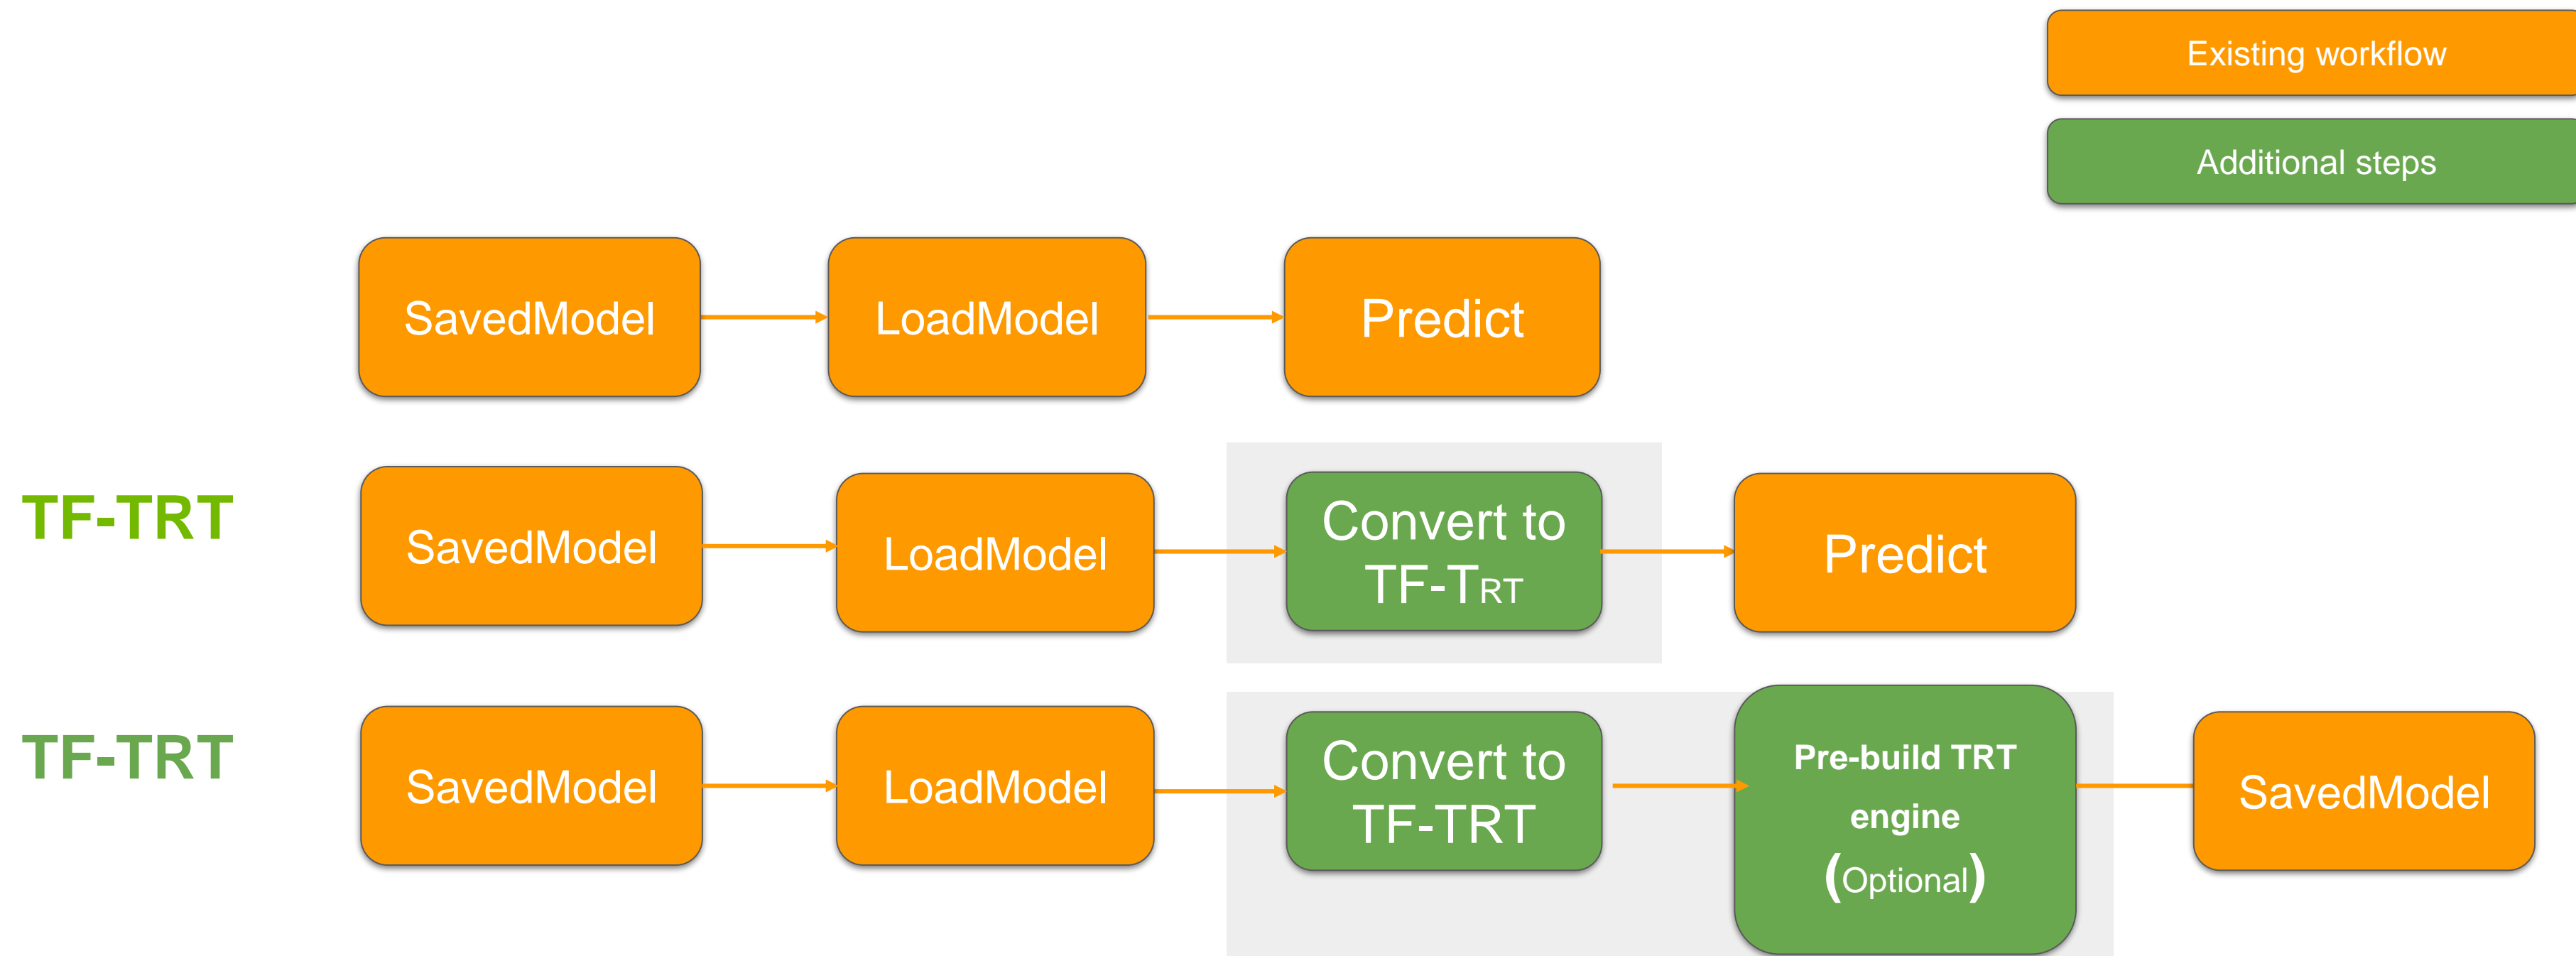 Existing workflow
Additional steps
SavedModel
LoadModel
Predict
TF-TRT
SavedModel
LoadModel
Convert to
TF-TRT
Predict
TF-TRT
SavedModel
LoadModel
Convert to
TF-TRT
Pre-build TRT
engine
(Optional)
SavedModel